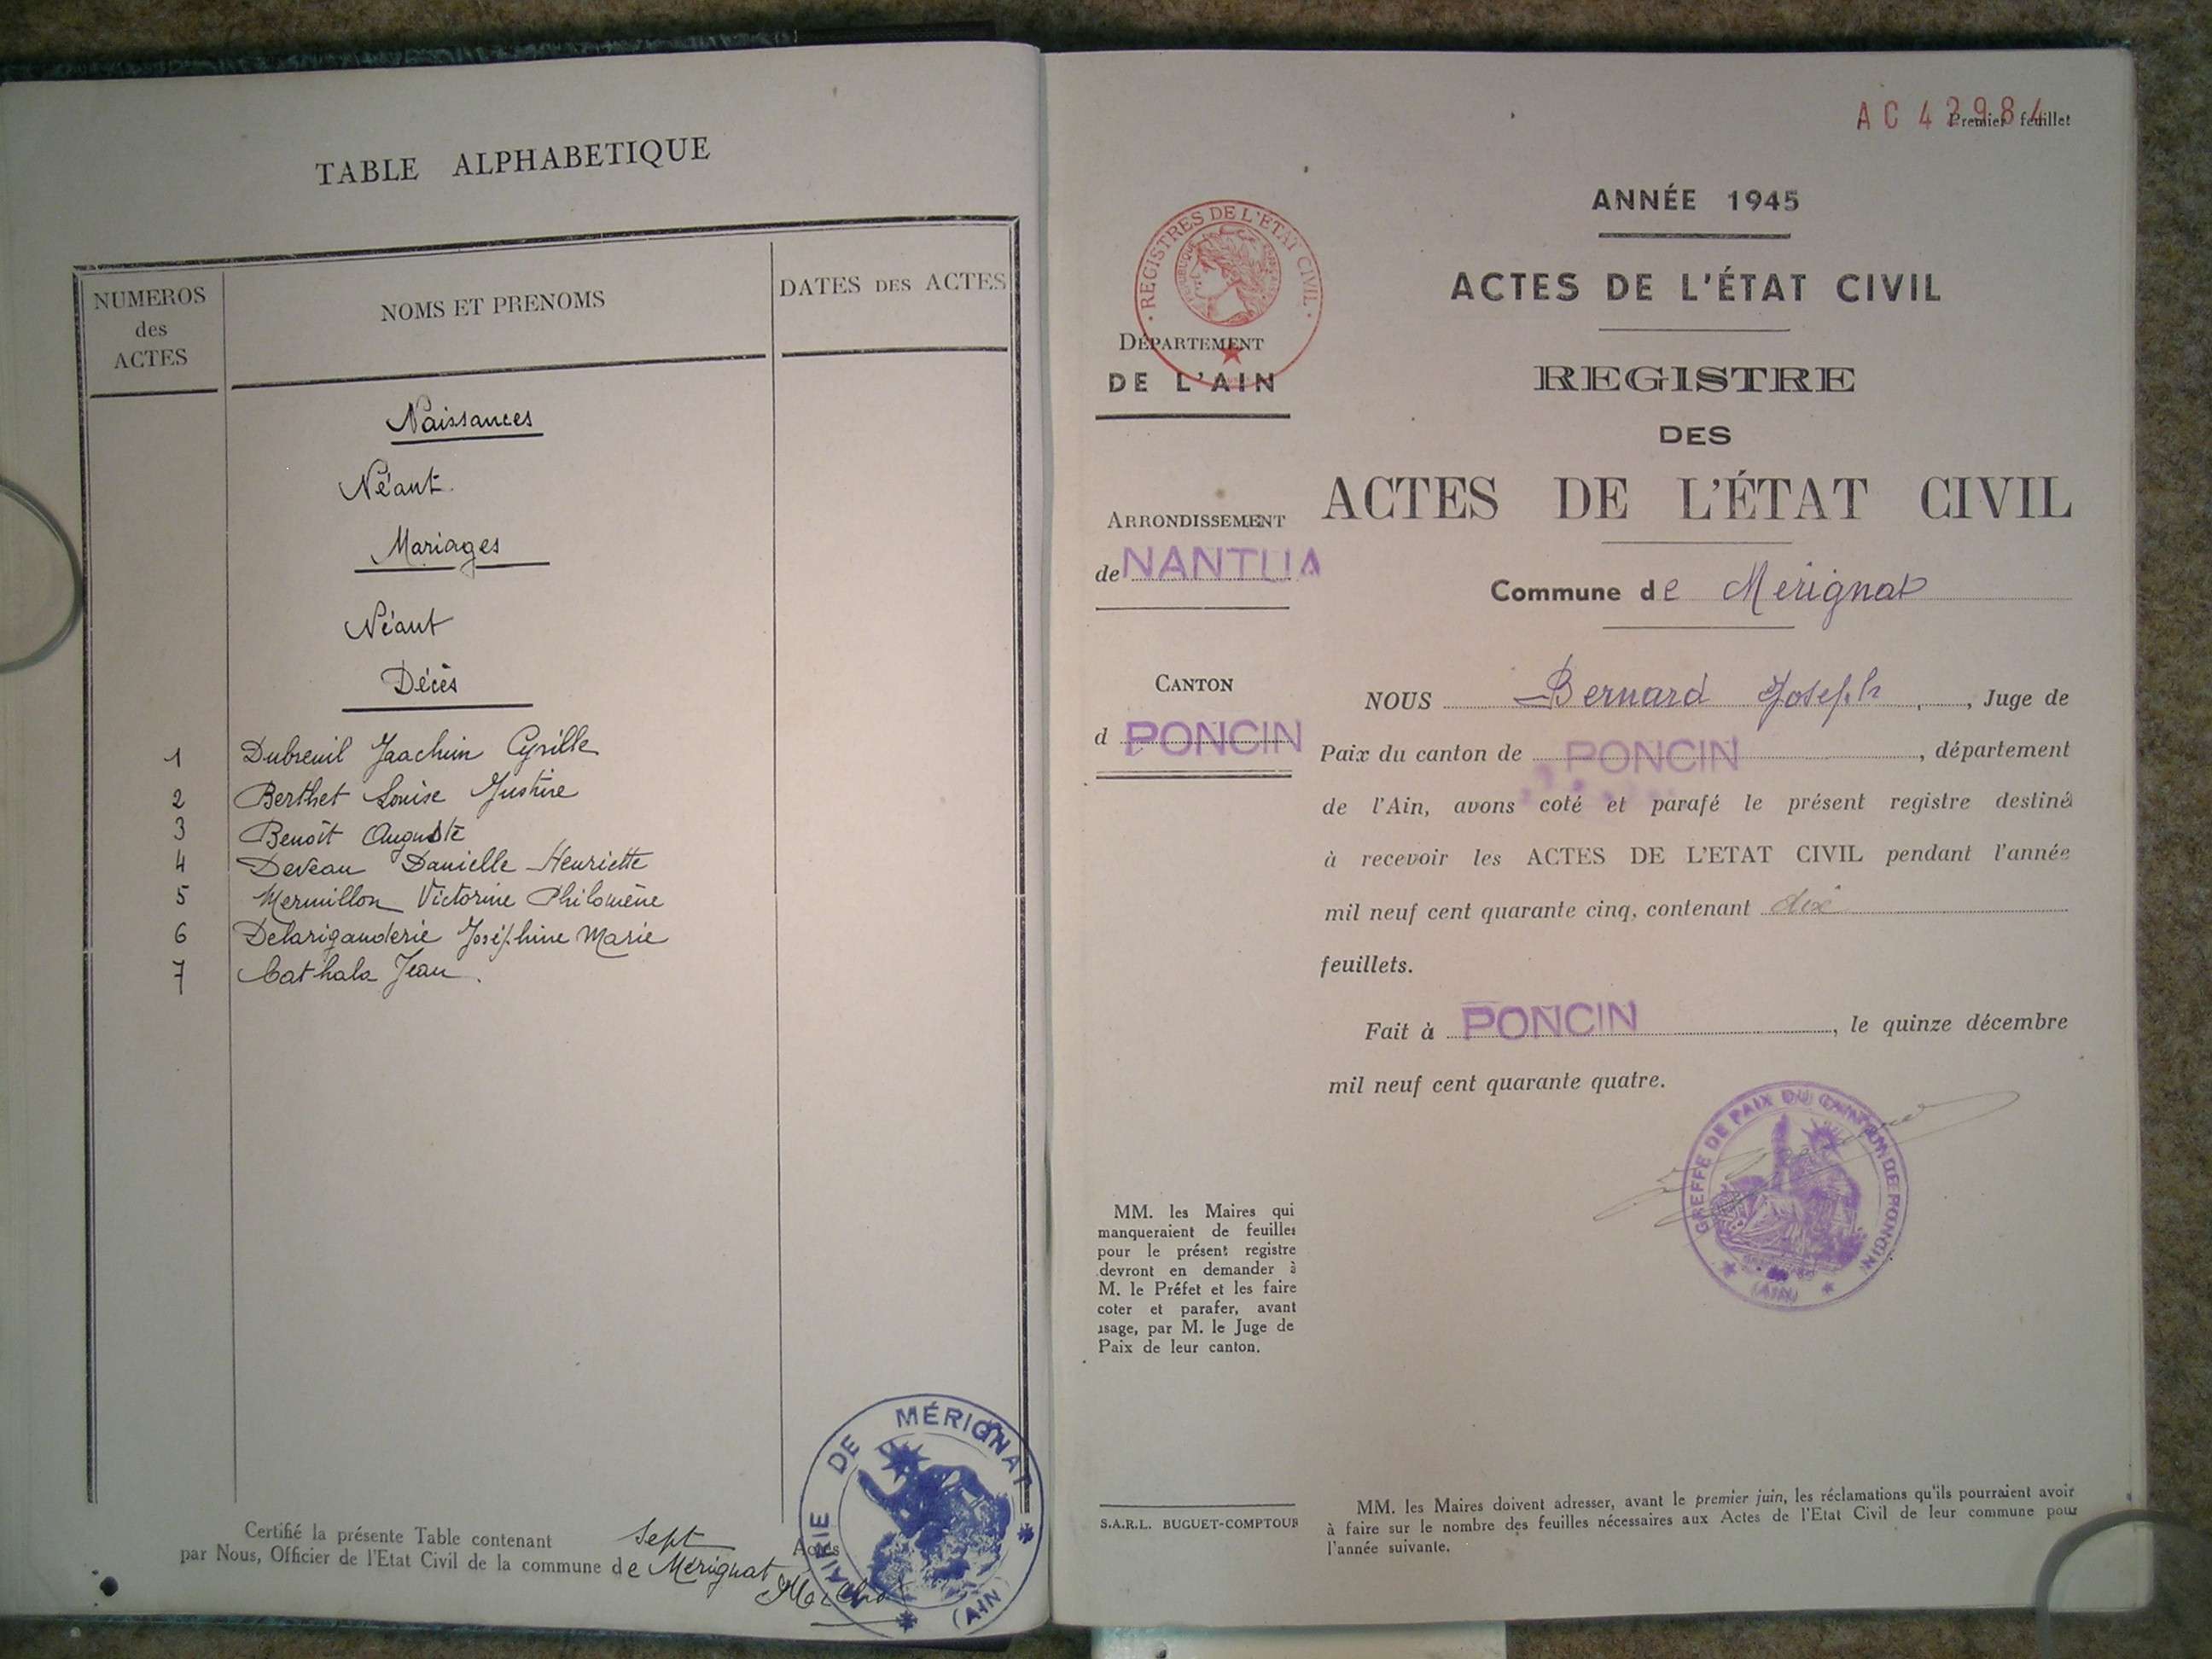 TABLE ALPHABETIQUE
NUMEROS
des
ACTES
NOMS ET PRENOMS
DATES DES ACTES
Naissances
Néant
Mariages
Néant
Décès
1 Dubreuil Joachim Cyrille
2 Berthet Louise Justine
3 Benoît Auguste
4 Deveau Danielle Henriette
5 Mermillon Victorine Philomène
6 Delarigauderie Joséphine Marie
7 Cathala Jean.
Certifié la présente Table contenant Sept Actes
par Nous, Officier de l'Etat Civil de la commune de Mérignat
MAIRIE DE MÉRIGNAT
(AIN)
AC 42984
Premier feuillet
REGISTRES DE L'ETAT CIVIL
REPUBLIQUE FRANÇAISE
DÉPARTEMENT
DE L'AIN
ARRONDISSEMENT
de NANTUA
CANTON
d PONCIN
MM. les Maires qui
manqueraient de feuilles
pour le présent registre
devront en demander à
M. le Préfet et les faire
coter et parafer, avant
usage, par M. le Juge de
Paix de leur canton.
S.A.R.L. BUGUET-COMPTOUR
ANNÉE 1945
ACTES DE L'ÉTAT CIVIL
REGISTRE
DES
ACTES DE L'ÉTAT CIVIL
Commune de Mérignat
NOUS Bernard Joseph, Juge de
Paix du canton de PONCIN, département
de l'Ain, avons coté et parafé le présent registre destiné
à recevoir les ACTES DE L'ETAT CIVIL pendant l'année
mil neuf cent quarante cinq, contenant dix
feuillets.
Fait à PONCIN, le quinze décembre
mil neuf cent quarante quatre.
GREFFE DE PAIX DU CANTON DE PONCIN
(AIN)
MM. les Maires doivent adresser, avant le premier juin, les réclamations qu'ils pourraient avoir
à faire sur le nombre des feuilles nécessaires aux Actes de l'Etat Civil de leur commune pour
l'année suivante.